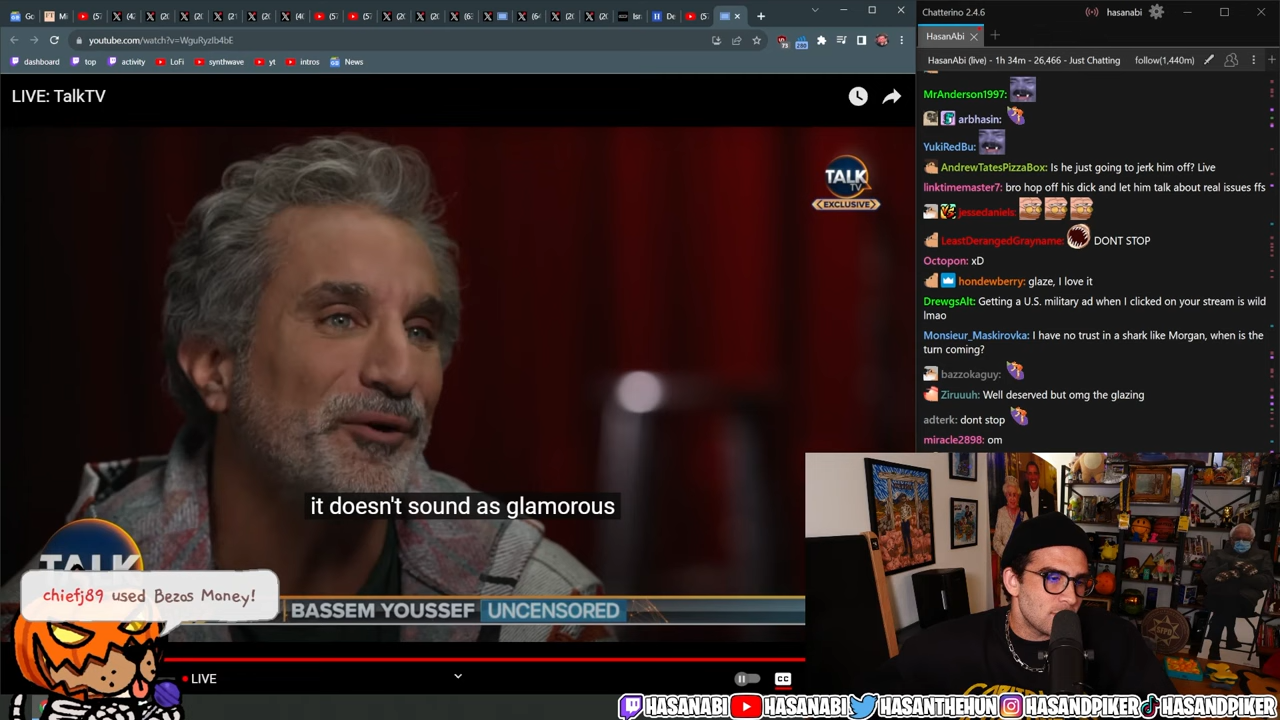 Chatterino 2.4.6
hasanabi
HasanAbi
youtube.com/watch?v=WguRyzIb4bE
73
280
dashboard
top
activity
LoFi
synthwave
yt
intros
News
HasanAbi (live) - 1h 34m - 26,466 - Just Chatting
follow(1,440m)
LIVE: TalkTV
TALK
TV
EXCLUSIVE
MrAnderson1997:
arbhasin:
YukiRedBu:
AndrewTatesPizzaBox: Is he just going to jerk him off? Live
linktimemaster7: bro hop off his dick and let him talk about real issues ffs
jessedaniels:
LeastDerangedGrayname: DONT STOP
Octopon: xD
hondewberry: glaze, I love it
DrewgsAlt: Getting a U.S. military ad when I clicked on your stream is wild
lmao
Monsieur_Maskirovka: I have no trust in a shark like Morgan, when is the
turn coming?
bazzokaguy:
Ziruuuh: Well deserved but omg the glazing
adterk: dont stop
miracle2898: om
it doesn't sound as glamorous
TALK
chiefj89 used Bezos Money!
BASSEM YOUSSEF UNCENSORED
LIVE
CC
HASANABI HASANABI HASANTHEHUN HASANDPIKER HASANDPIKER